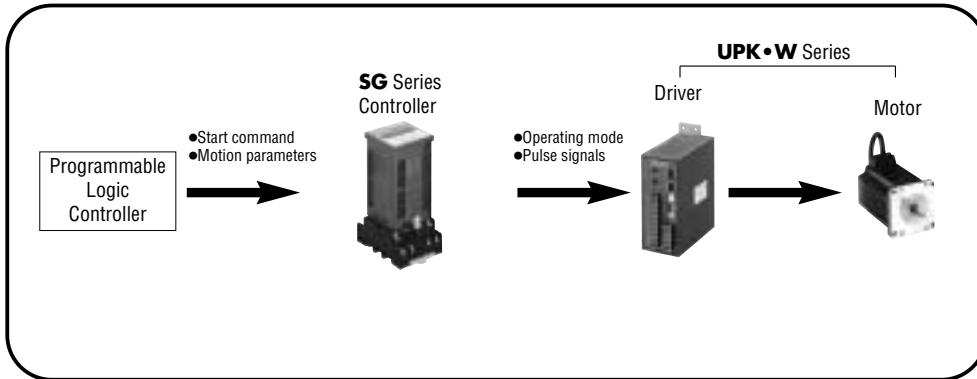 UPK•W Series
SG Series
Controller
Driver
Motor
●Start command
●Motion parameters
●Operating mode
●Pulse signals
Programmable
Logic
Controller